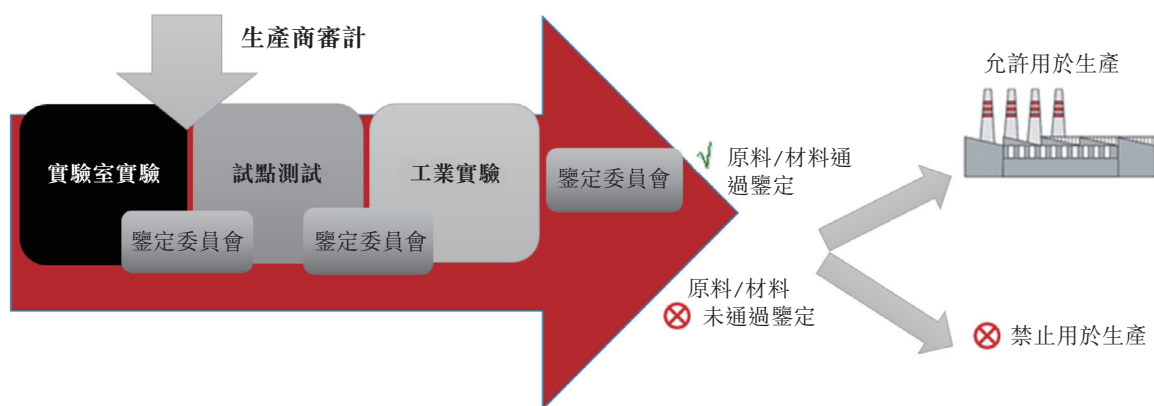 生產商審計
實驗室實驗
試點測試
工業實驗
鑒定委員會
鑒定委員會
鑒定委員會
原料/材料通
過鑒定
原料/材料
未通過鑒定
允許用於生產
禁止用於生產